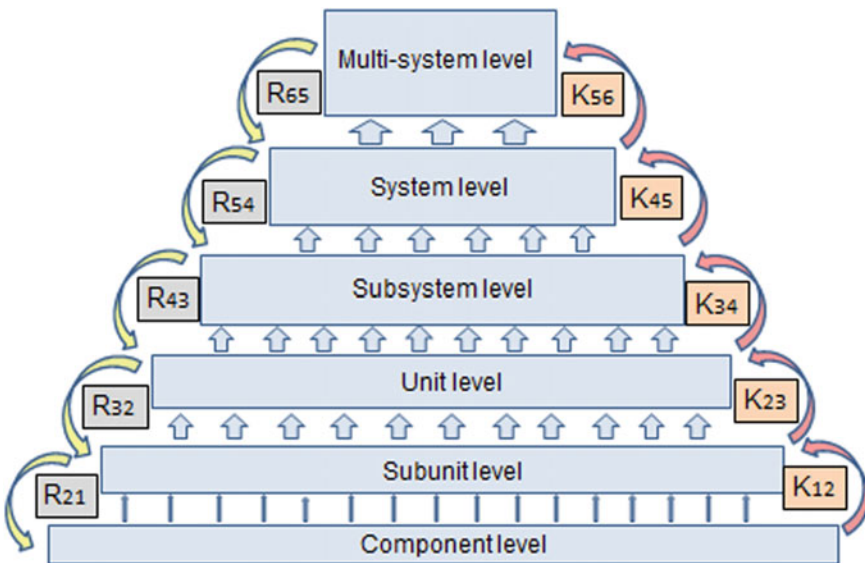 Multi-system level
R65
K56
System level
R54
K45
Subsystem level
R43
K34
Unit level
R32
K23
Subunit level
R21
K12
Component level